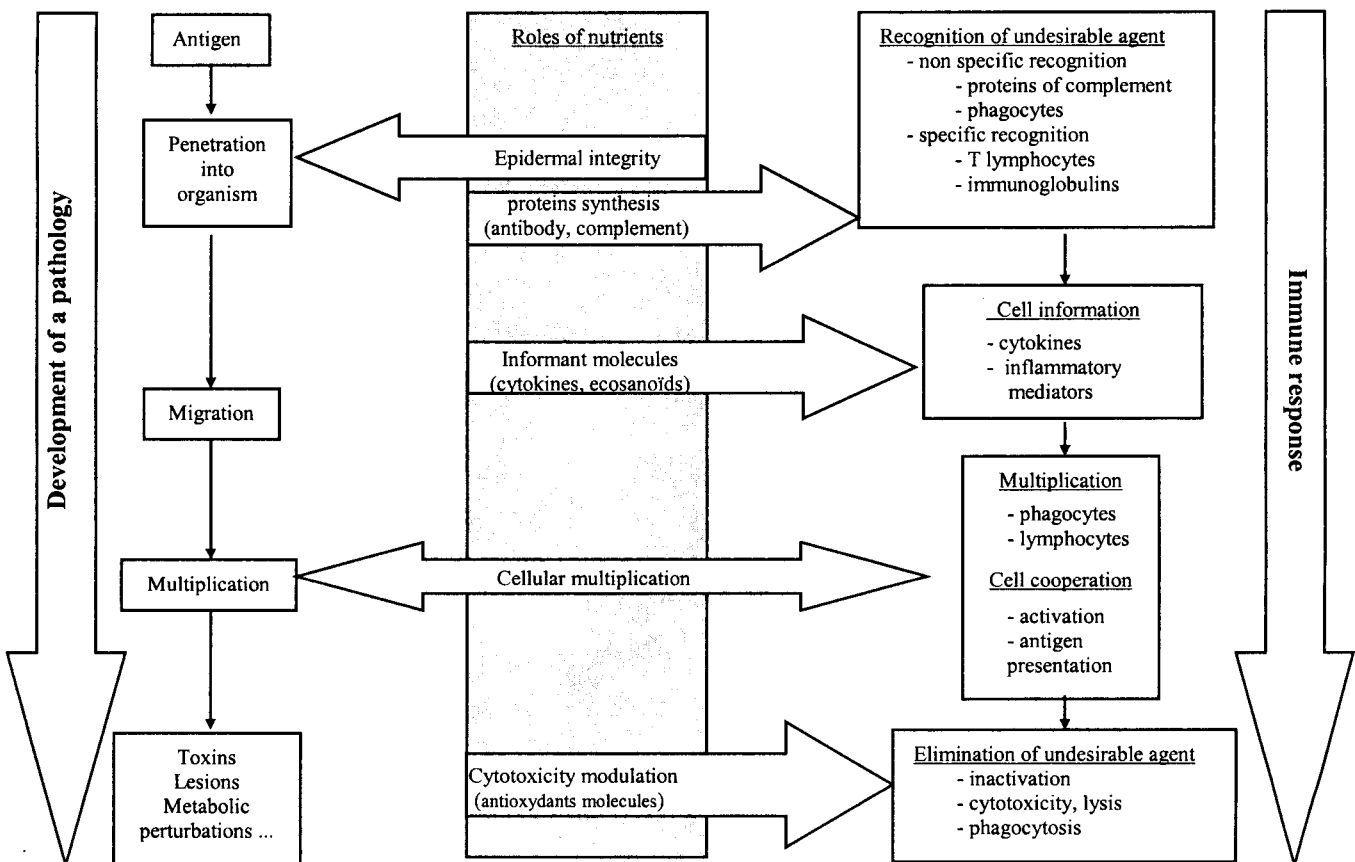 Development of a pathology
Antigen
Penetration
into
organism
Migration
Multiplication
Toxins
Lesions
Metabolic
perturbations ...
Roles of nutrients
Epidermal integrity
proteins synthesis
(antibody, complement)
Informant molecules
(cytokines, ecosanoïds)
Cellular multiplication
Cytotoxicity modulation
(antioxydants molecules)
Recognition of undesirable agent
- non specific recognition
- proteins of complement
- phagocytes
- specific recognition
- T lymphocytes
- immunoglobulins
Cell information
- cytokines
- inflammatory
mediators
Multiplication
- phagocytes
- lymphocytes
Cell cooperation
- activation
- antigen
presentation
Elimination of undesirable agent
- inactivation
- cytotoxicity, lysis
- phagocytosis
Immune response